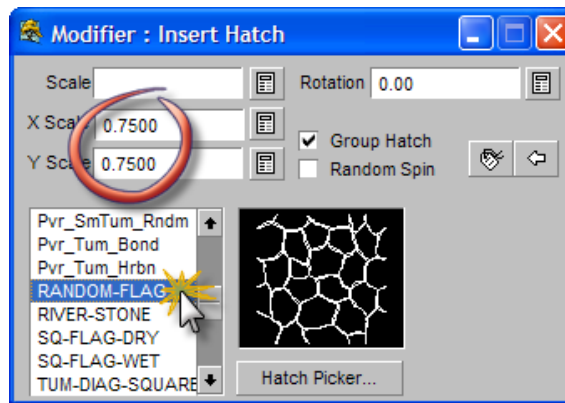 Modifier : Insert Hatch
Scale
Rotation 0.00
X Scale 0.7500
Group Hatch
Y Scale 0.7500
Random Spin
Pvr_SmTum_Rndm
Pvr_Tum_Bond
Pvr_Tum_Hrbn
RANDOM-FLAG
RIVER-STONE
SQ-FLAG-DRY
SQ-FLAG-WET
TUM-DIAG-SQUARE
Hatch Picker...